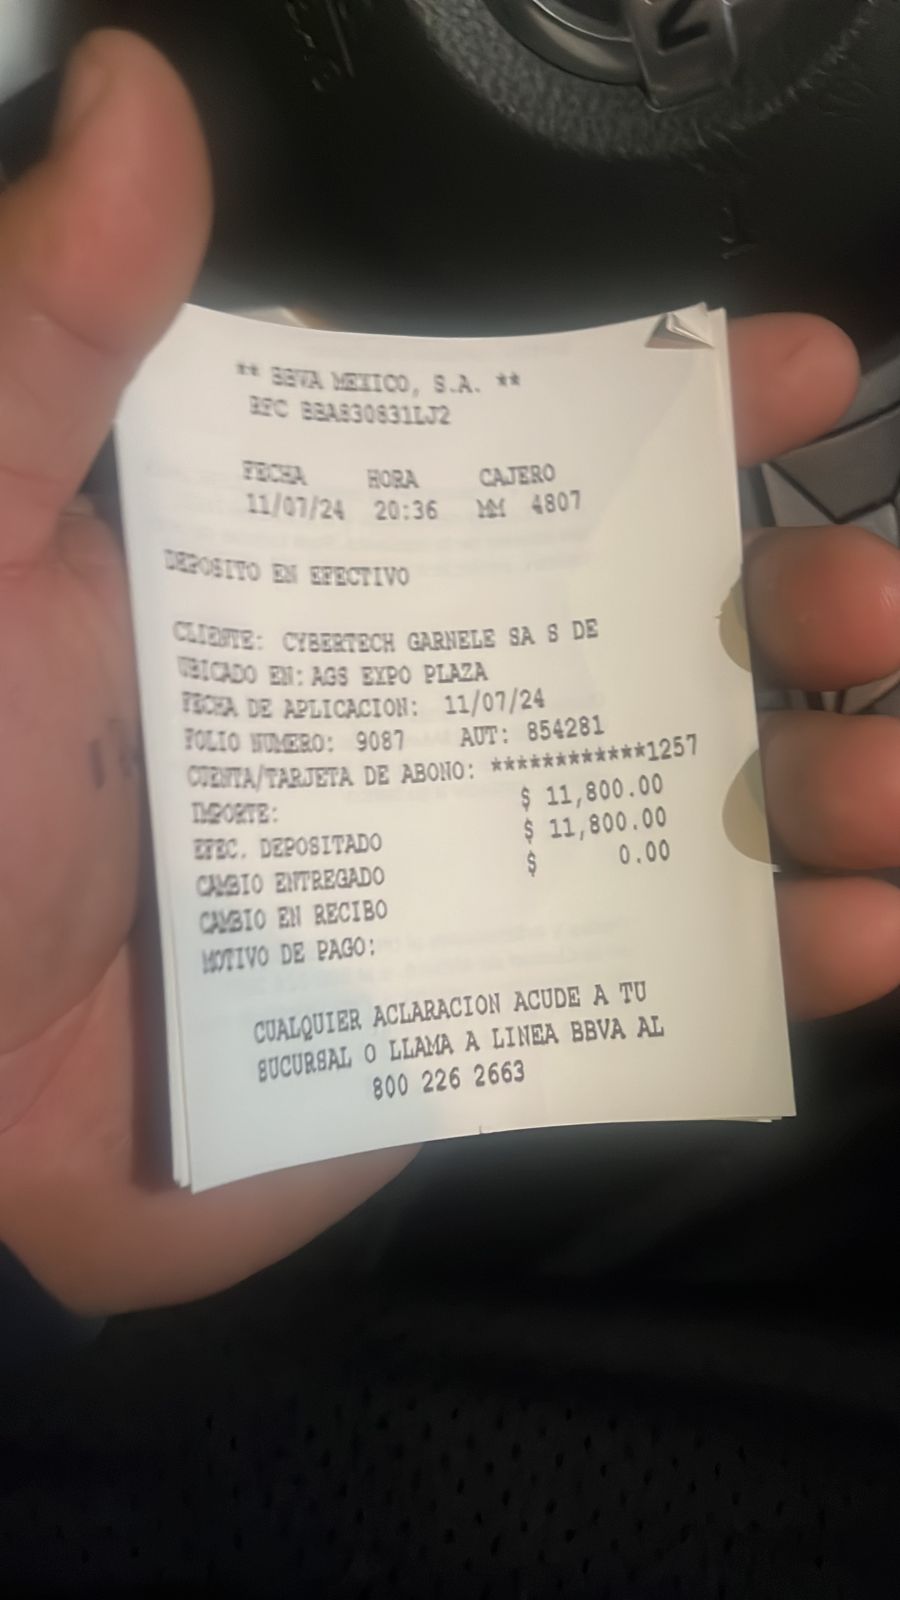 ** BBVA MEXICO, S.A. **
RFC BBA830831LJ2
FECHA HORA CAJERO
11/07/24 20:36 MM 4807
DEPOSITO EN EFECTIVO
CLIENTE: CYBERTECH GARNELE SA S DE
UBICADO EN: AGS EXPO PLAZA
FECHA DE APLICACION: 11/07/24
FOLIO NUMERO: 9087 AUT: 854281
CUENTA/TARJETA DE ABONO: ************1257
IMPORTE: $ 11,800.00
EFEC. DEPOSITADO $ 11,800.00
CAMBIO ENTREGADO $ 0.00
CAMBIO EN RECIBO
MOTIVO DE PAGO:
CUALQUIER ACLARACION ACUDE A TU
SUCURSAL O LLAMA A LINEA BBVA AL
800 226 2663